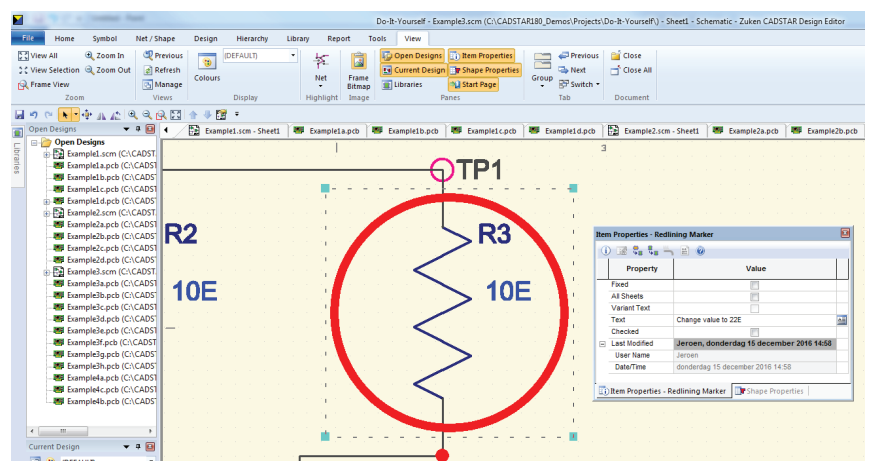 Do-It-Yourself - Example3.scm (C:\CADSTAR180_Demos\Projects\Do-It-Yourself\) - Sheet1 - Schematic - Zuken CADSTAR Design Editor
File Home Symbol Net / Shape Design Hierarchy Library Report Tools View
View All Zoom In Previous (DEFAULT) Open Designs Item Properties Previous Close
View Selection Zoom Out Refresh Current Design Shape Properties Next Close All
Frame View Manage Colours Net Frame Bitmap Libraries Start Page Group Switch
Zoom Views Display Highlight Image Panes Tab Document
Open Designs Example1.scm - Sheet1 Example1a.pcb Example1b.pcb Example1c.pcb Example1d.pcb Example2.scm - Sheet1 Example2a.pcb Example2b.pcb
Libraries
Open Designs
Example1.scm (C:\CADST
Example1a.pcb (C:\CADST
Example1b.pcb (C:\CADST
Example1c.pcb (C:\CADST
Example1d.pcb (C:\CADST
Example2.scm (C:\CADST
Example2a.pcb (C:\CADST
Example2b.pcb (C:\CADST
Example2c.pcb (C:\CADST
Example2d.pcb (C:\CADST
Example3.scm (C:\CADST
Example3a.pcb (C:\CADST
Example3b.pcb (C:\CADST
Example3c.pcb (C:\CADST
Example3d.pcb (C:\CADST
Example3e.pcb (C:\CADST
Example3f.pcb (C:\CADST
Example3g.pcb (C:\CADST
Example3h.pcb (C:\CADST
Example4a.pcb (C:\CADST
Example4c.pcb (C:\CADST
Example4b.pcb (C:\CADST
Current Design
3
TP1
R2
R3
10E
10E
Item Properties - Redlining Marker
Property Value
Fixed
All Sheets
Variant Text
Text Change value to 22E
Checked
Last Modified Jeroen, donderdag 15 december 2016 14:58
User Name Jeroen
Date/Time donderdag 15 december 2016 14:58
Item Properties - Redlining Marker Shape Properties